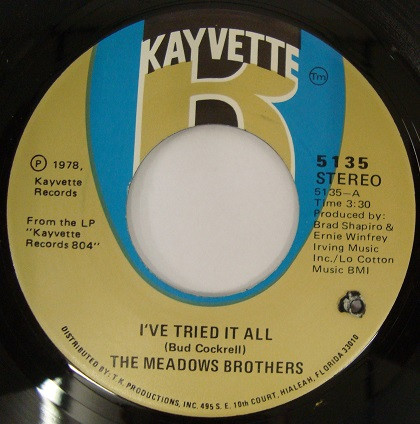 KAYVETTE
K
TM
5135
STEREO
5135-A
Time 3:30
Produced by:
Brad Shapiro &
Ernie Winfrey
Irving Music
Inc./Lo Cotton
Music BMI
Ⓟ 1978,
Kayvette
Records
From the LP
"Kayvette
Records 804"
I'VE TRIED IT ALL
(Bud Cockrell)
THE MEADOWS BROTHERS
DISTRIBUTED BY: T.K. PRODUCTIONS, INC. 495 S.E. 10th COURT, HIALEAH, FLORIDA 33010